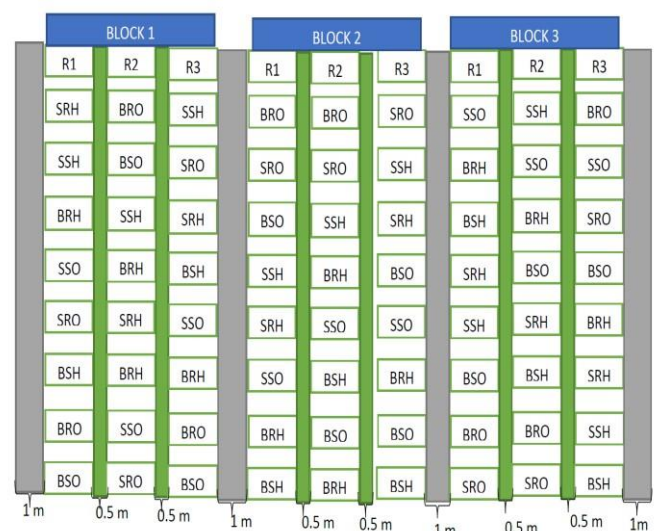 BLOCK 1 BLOCK 2 BLOCK 3
R1 R2 R3 R1 R2 R3 R1 R2 R3
SRH BRO SSH BRO BRO SRO SSO SSH BRO
SSH BSO SRO SRO SRO SSH BRH SSO SSO
BRH SSH SRH BSO SSH SRH BSH BRH SRO
SSO BRH BSH SSH BRH BSO SRH BSO BSO
SRO SRH SSO SRH SSO SSO SSH SRH BRH
BSH BRH BRH SSO BSH BRH BSO BSH SRH
BRO SSO BRO BRH BSO BSO BRO BRO SSH
BSO SRO BSO BSH BRH BSH SRO SRO BSH
1 m 0.5 m 0.5 m 1 m 0.5 m 0.5 m 1 m 0.5 m 0.5 m 1m